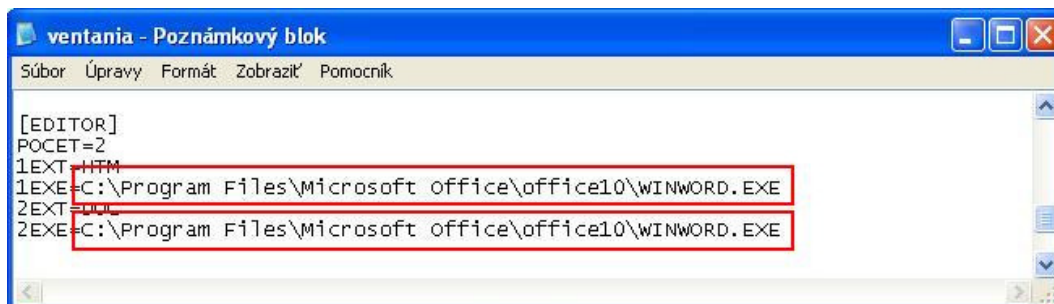 ventania - Poznámkový blok
Súbor Úpravy Formát Zobraziť Pomocník
[EDITOR]
POCET=2
1EXT=HTM
1EXE=C:\Program Files\Microsoft Office\office10\WINWORD.EXE
2EXT=DOC
2EXE=C:\Program Files\Microsoft Office\office10\WINWORD.EXE